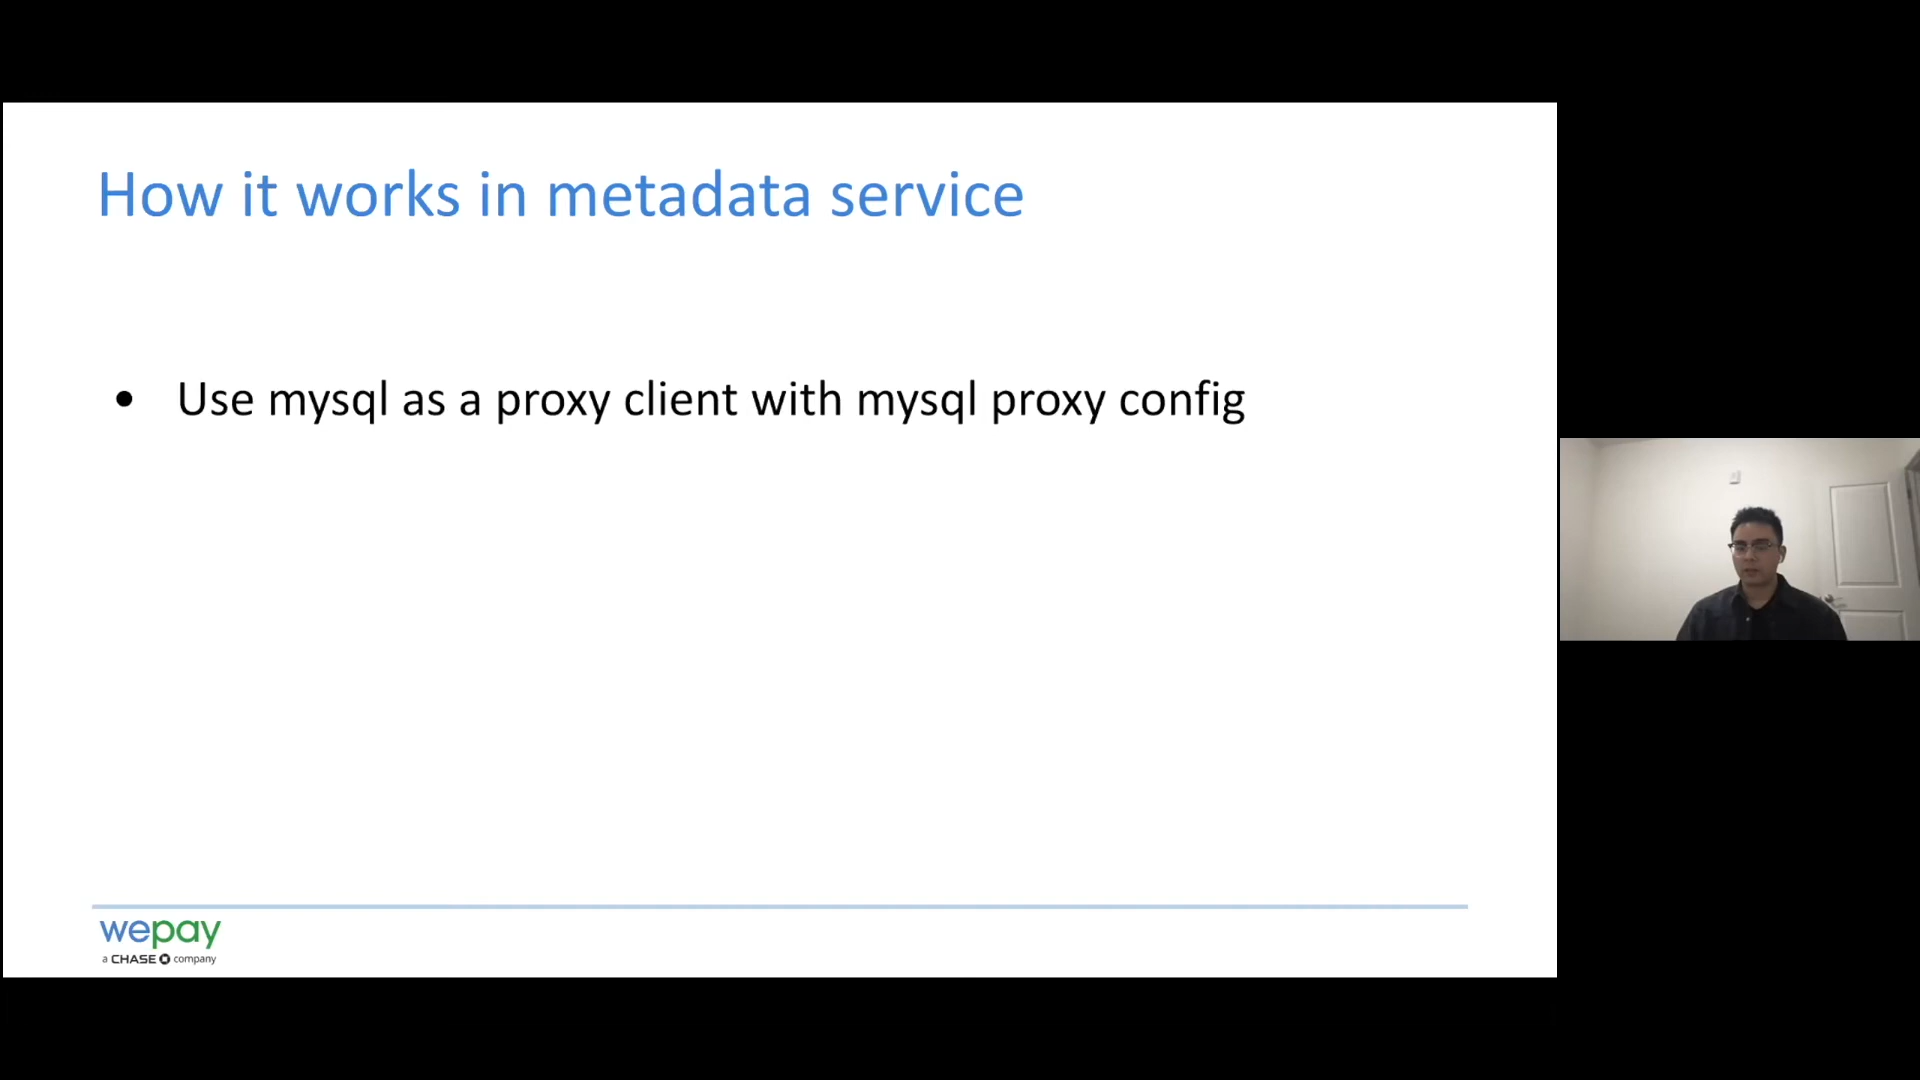 How it works in metadata service
• Use mysql as a proxy client with mysql proxy config
wepay
a CHASE company